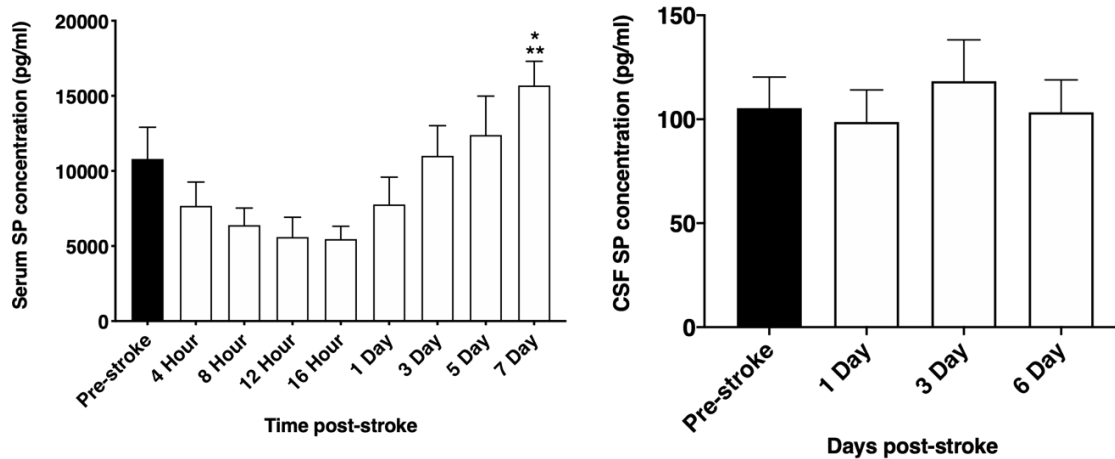 Serum SP concentration (pg/ml)
20000
15000
10000
5000
0
*
**
Pre-stroke
4 Hour
8 Hour
12 Hour
16 Hour
1 Day
3 Day
5 Day
7 Day
Time post-stroke
CSF SP concentration (pg/ml)
150
100
50
0
Pre-stroke
1 Day
3 Day
6 Day
Days post-stroke